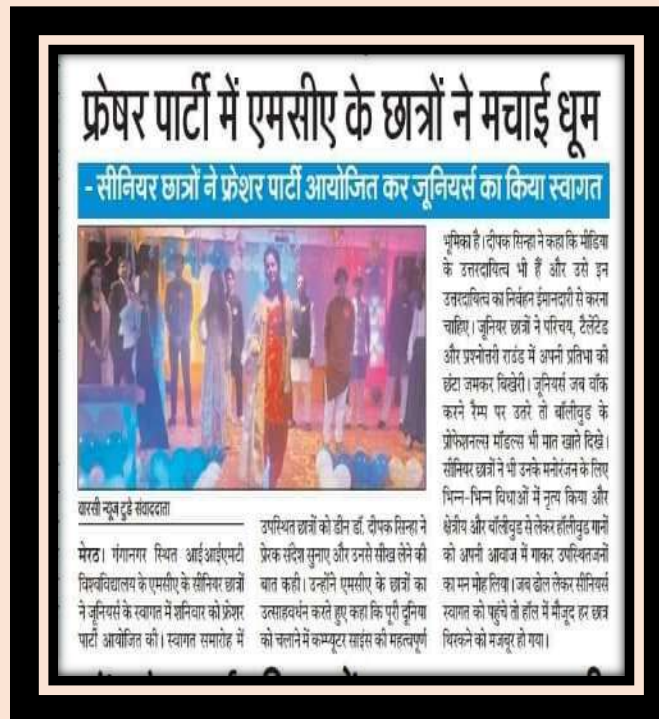 फ्रेषर पार्टी में एमसीए के छात्रों ने मचाई धूम
- सीनियर छात्रों ने फ्रेशर पार्टी आयोजित कर जूनियर्स का किया स्वागत
वारसी न्यूज टुडे संवाददाता
मेरठ। गंगानगर स्थित आईआईएमटी
विश्वविद्यालय के एमसीए के सीनियर छात्रों
ने जूनियर्स के स्वागत में शनिवार को फ्रेशर
पार्टी आयोजित की। स्वागत समारोह में
उपस्थित छात्रों को डीन डॉ. दीपक सिन्हा ने
प्रेरक संदेश सुनाए और उनसे सीख लेने की
बात कही। उन्होंने एमसीए के छात्रों का
उत्साहवर्धन करते हुए कहा कि पूरी दुनिया
को चलाने में कम्प्यूटर साइंस की महत्वपूर्ण
भूमिका है। दीपक सिन्हा ने कहा कि मीडिया
के उत्तरदायित्व भी हैं और उसे इन
उत्तरदायित्व का निर्वहन ईमानदारी से करना
चाहिए। जूनियर छात्रों ने परिचय, टैलेंटेड
और प्रश्नोत्तरी राउंड में अपनी प्रतिभा की
छंटा जमकर बिखेरी। जूनियर्स जब वॉक
करने रैम्प पर उतरे तो बॉलीवुड के
प्रोफेशनल्स मॉडल्स भी मात खाते दिखे।
सीनियर छात्रों ने भी उनके मनोरंजन के लिए
भिन्न-भिन्न विधाओं में नृत्य किया और
क्षेत्रीय और बॉलीवुड से लेकर हॉलीवुड गानों
को अपनी आवाज में गाकर उपस्थितजनों
का मन मोह लिया। जब ढोल लेकर सीनियर्स
स्वागत को पहुंचे तो हॉल में मौजूद हर छात्र
थिरकने को मजबूर हो गया।